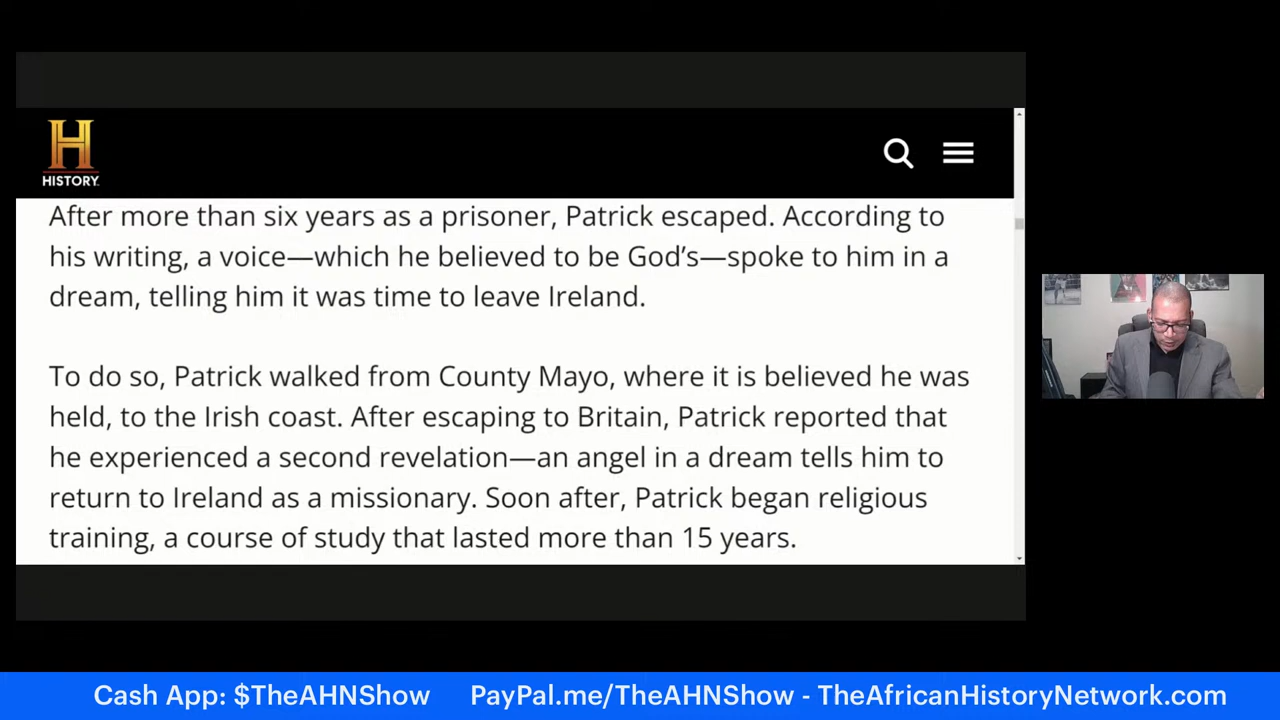 HISTORY
After more than six years as a prisoner, Patrick escaped. According to
his writing, a voice—which he believed to be God’s—spoke to him in a
dream, telling him it was time to leave Ireland.
To do so, Patrick walked from County Mayo, where it is believed he was
held, to the Irish coast. After escaping to Britain, Patrick reported that
he experienced a second revelation—an angel in a dream tells him to
return to Ireland as a missionary. Soon after, Patrick began religious
training, a course of study that lasted more than 15 years.
Cash App: $TheAHNShow PayPal.me/TheAHNShow - TheAfricanHistoryNetwork.com